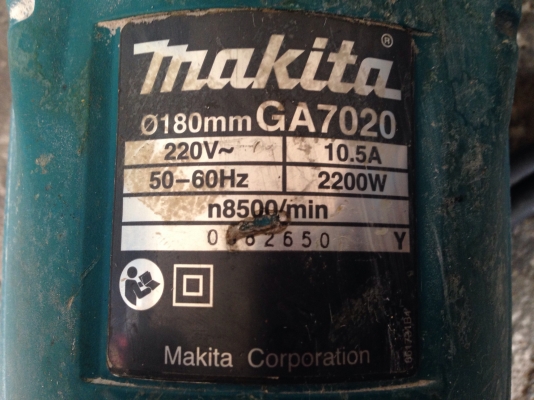 makita®
Ø180mm GA7020
220V~ 10.5A
50-60Hz 2200W
n8500/min
Y
Makita Corporation